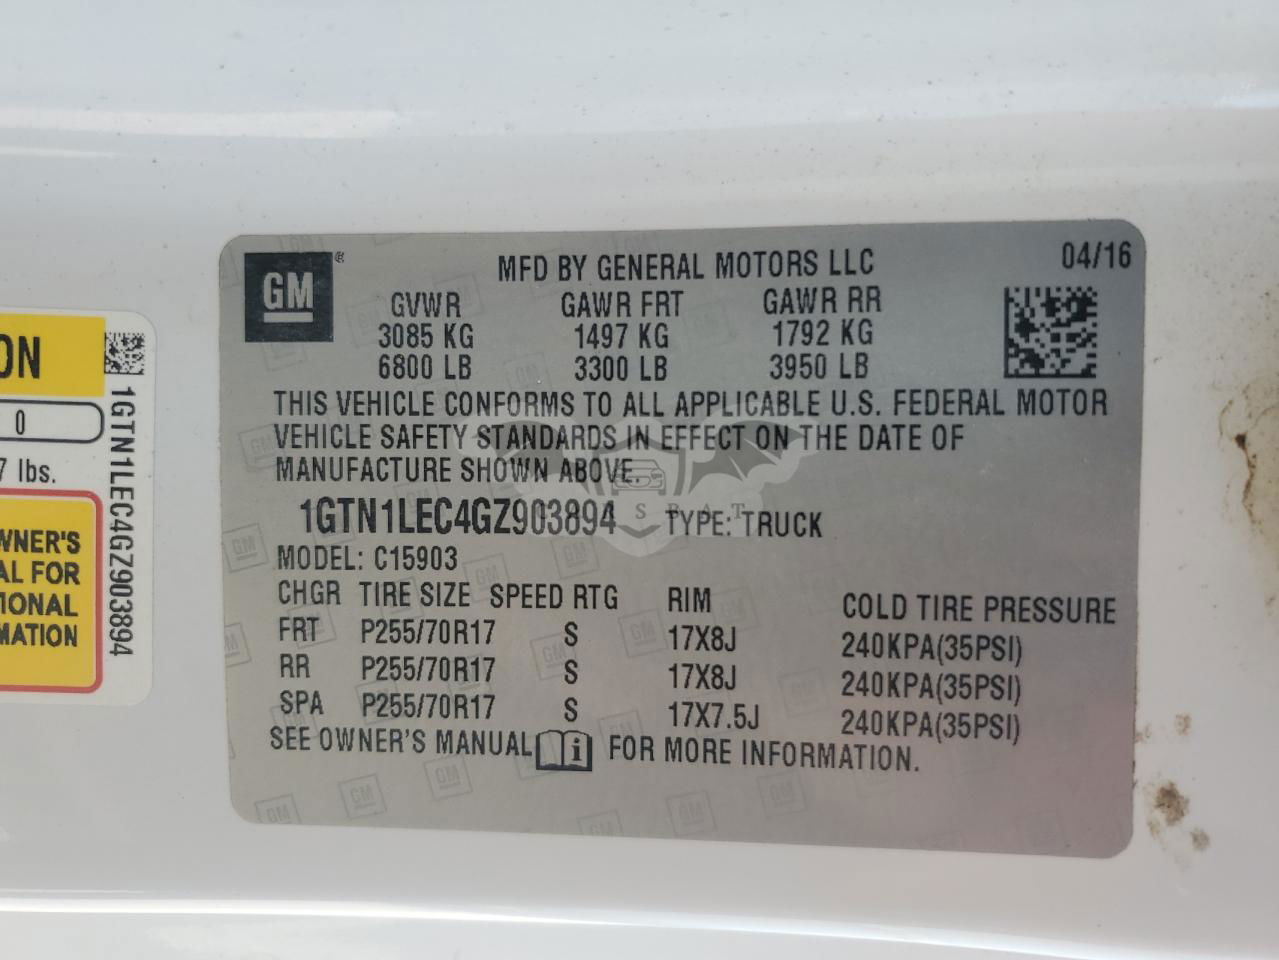 GM
MFD BY GENERAL MOTORS LLC
04/16
GVWR GAWR FRT GAWR RR
3085 KG 1497 KG 1792 KG
6800 LB 3300 LB 3950 LB
THIS VEHICLE CONFORMS TO ALL APPLICABLE U.S. FEDERAL MOTOR
VEHICLE SAFETY STANDARDS IN EFFECT ON THE DATE OF
MANUFACTURE SHOWN ABOVE.
1GTN1LEC4GZ903894 TYPE: TRUCK
MODEL: C15903
CHGR TIRE SIZE SPEED RTG RIM COLD TIRE PRESSURE
FRT P255/70R17 S 17X8J 240KPA(35PSI)
RR P255/70R17 S 17X8J 240KPA(35PSI)
SPA P255/70R17 S 17X7.5J 240KPA(35PSI)
SEE OWNER'S MANUAL FOR MORE INFORMATION.
ON
0
7 lbs.
WNER'S
AL FOR
IONAL
MATION
1GTN1LEC4GZ903894